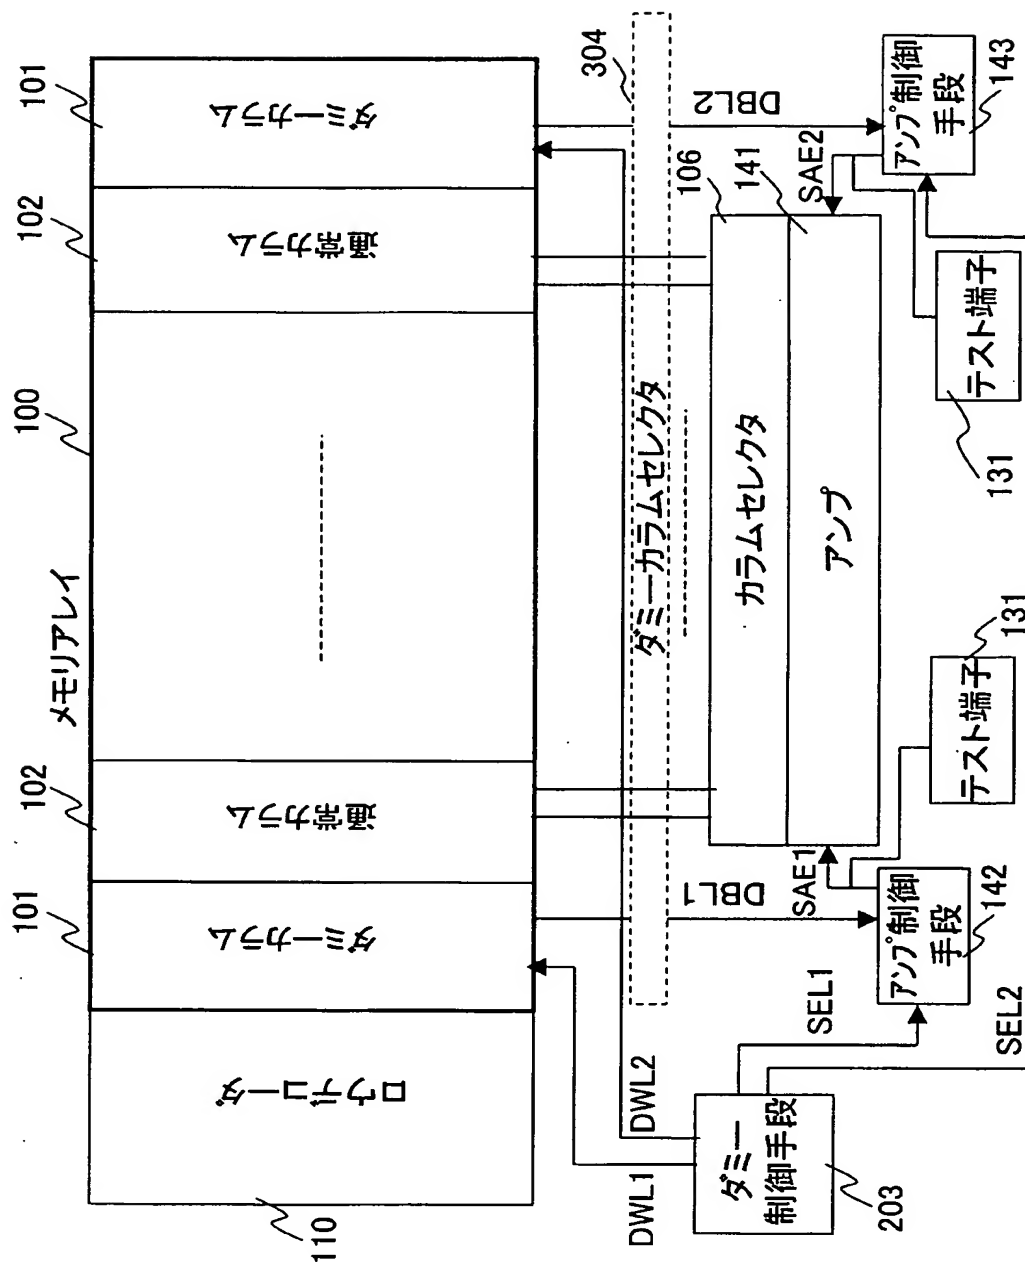 メモリアレイ
100
101
102
102
101
110
ロウデコーダ
ダミーカラム
通常カラム
通常カラム
ダミーカラム
DWL1
DWL2
ダミーカラムセレクタ
304
DBL1
DBL2
カラムセレクタ
106
アンプ
141
SAE1
SAE2
ダミー
制御手段
203
SEL1
SEL2
アンプ制御
手段
142
テスト端子
131
テスト端子
131
アンプ制御
手段
143